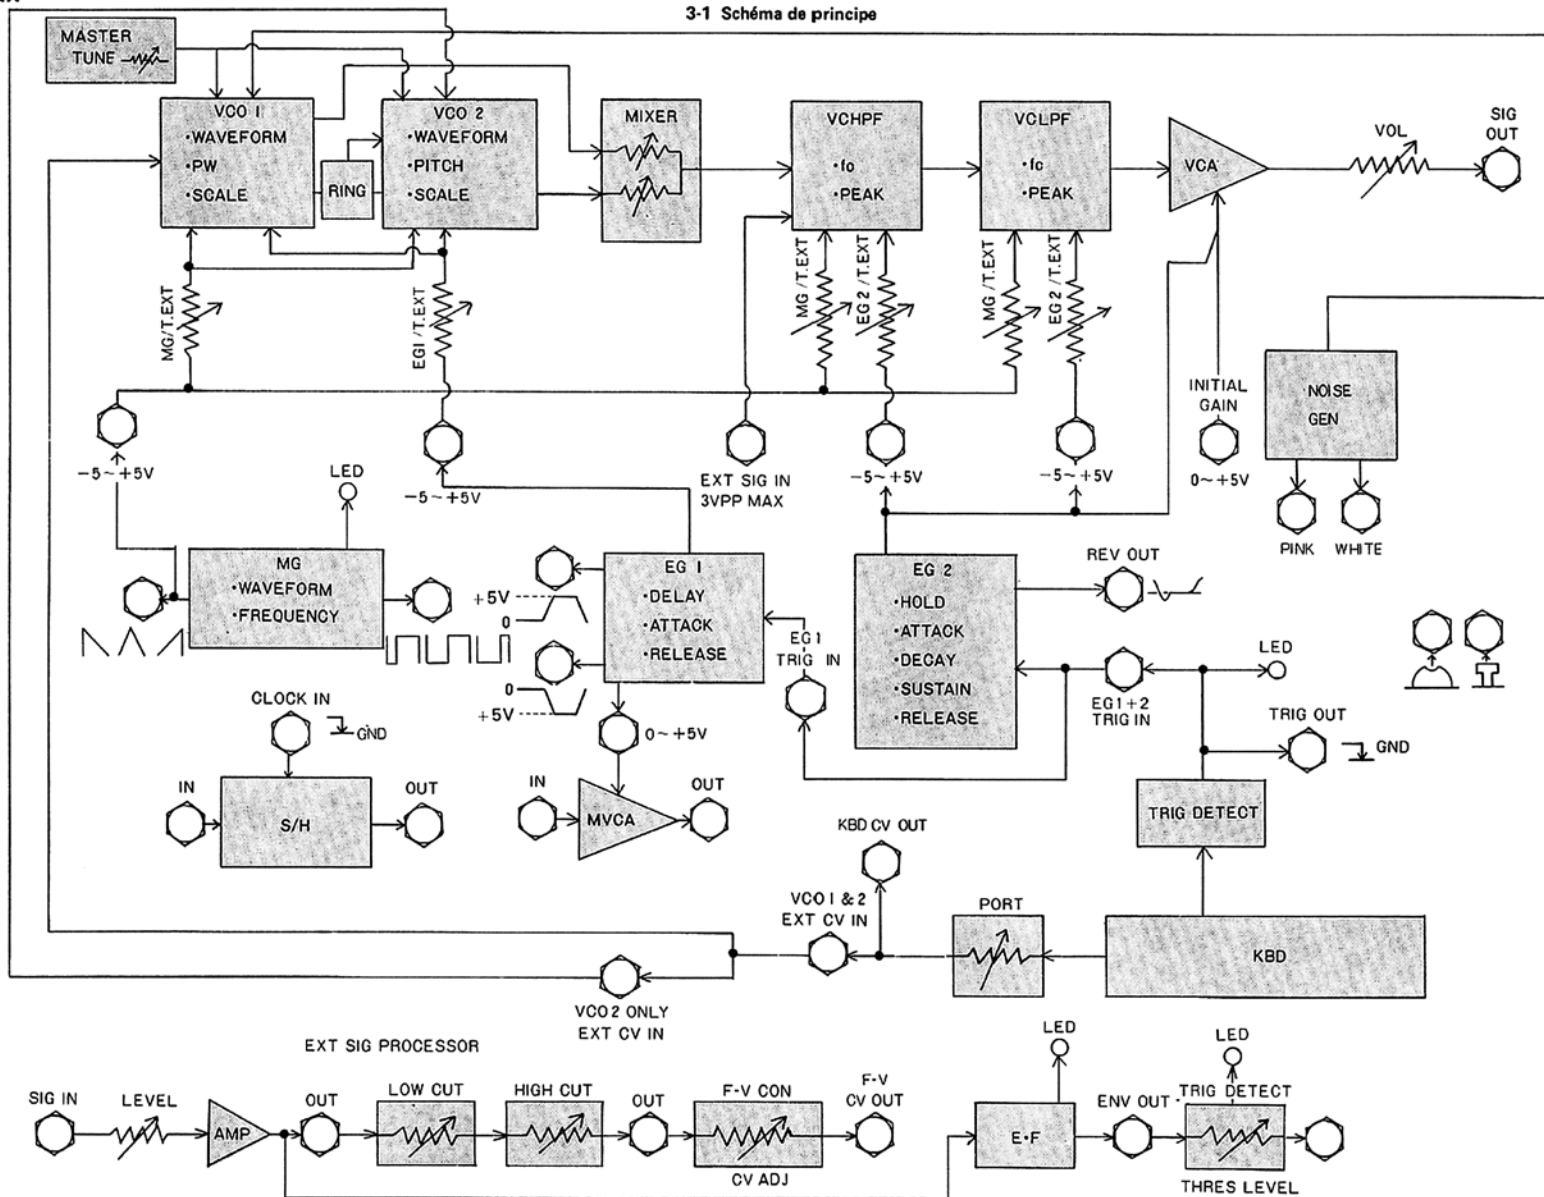 3-1 Schéma de principe
MASTER
TUNE
VCO 1
•WAVEFORM
•PW
•SCALE
RING
VCO 2
•WAVEFORM
•PITCH
•SCALE
MIXER
VCHPF
•fc
•PEAK
VCLPF
•fc
•PEAK
VCA
VOL
SIG
OUT
MG/T.EXT
EG1/T.EXT
MG/T.EXT
EG2/T.EXT
MG/T.EXT
EG2/T.EXT
INITIAL
GAIN
0~+5V
NOISE
GEN
PINK
WHITE
-5~+5V
LED
-5~+5V
EXT SIG IN
3VPP MAX
-5~+5V
-5~+5V
MG
•WAVEFORM
•FREQUENCY
+5V
0
0
+5V
EG 1
•DELAY
•ATTACK
•RELEASE
EG1
TRIG IN
EG 2
•HOLD
•ATTACK
•DECAY
•SUSTAIN
•RELEASE
REV OUT
EG1+2
TRIG IN
LED
TRIG OUT
GND
CLOCK IN
GND
IN
S/H
OUT
0~+5V
IN
MVCA
OUT
TRIG DETECT
KBD CV OUT
VCO 1 & 2
EXT CV IN
PORT
KBD
VCO 2 ONLY
EXT CV IN
EXT SIG PROCESSOR
SIG IN
LEVEL
AMP
OUT
LOW CUT
HIGH CUT
OUT
F-V CON
CV ADJ
F-V
CV OUT
LED
E•F
ENV OUT
LED
TRIG DETECT
THRES LEVEL